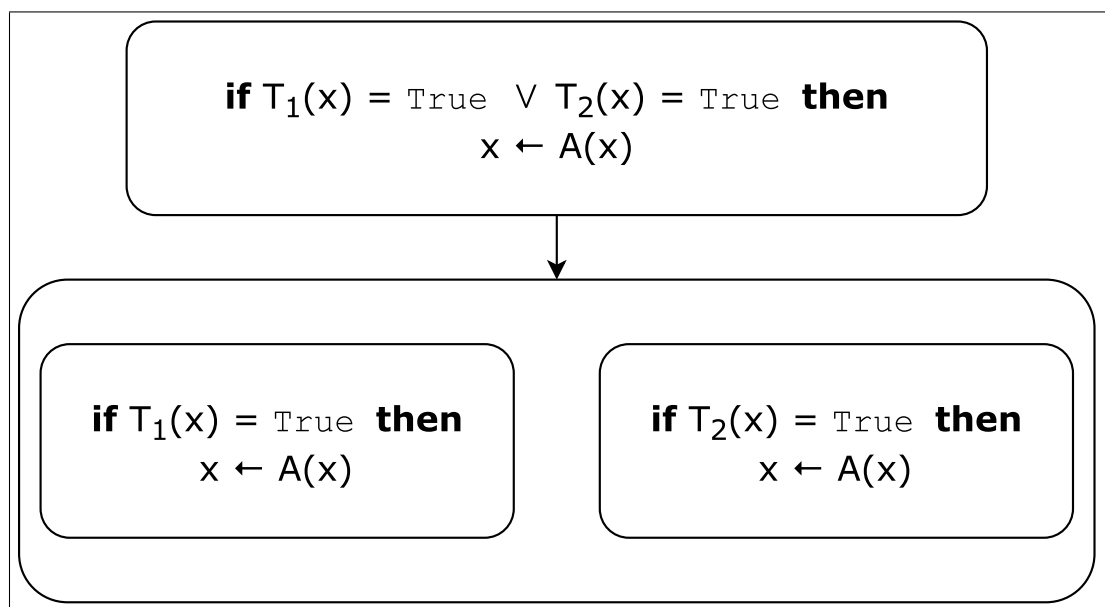 if T₁(x) = True ∨ T₂(x) = True then
x ← A(x)
if T₁(x) = True then
x ← A(x)
if T₂(x) = True then
x ← A(x)